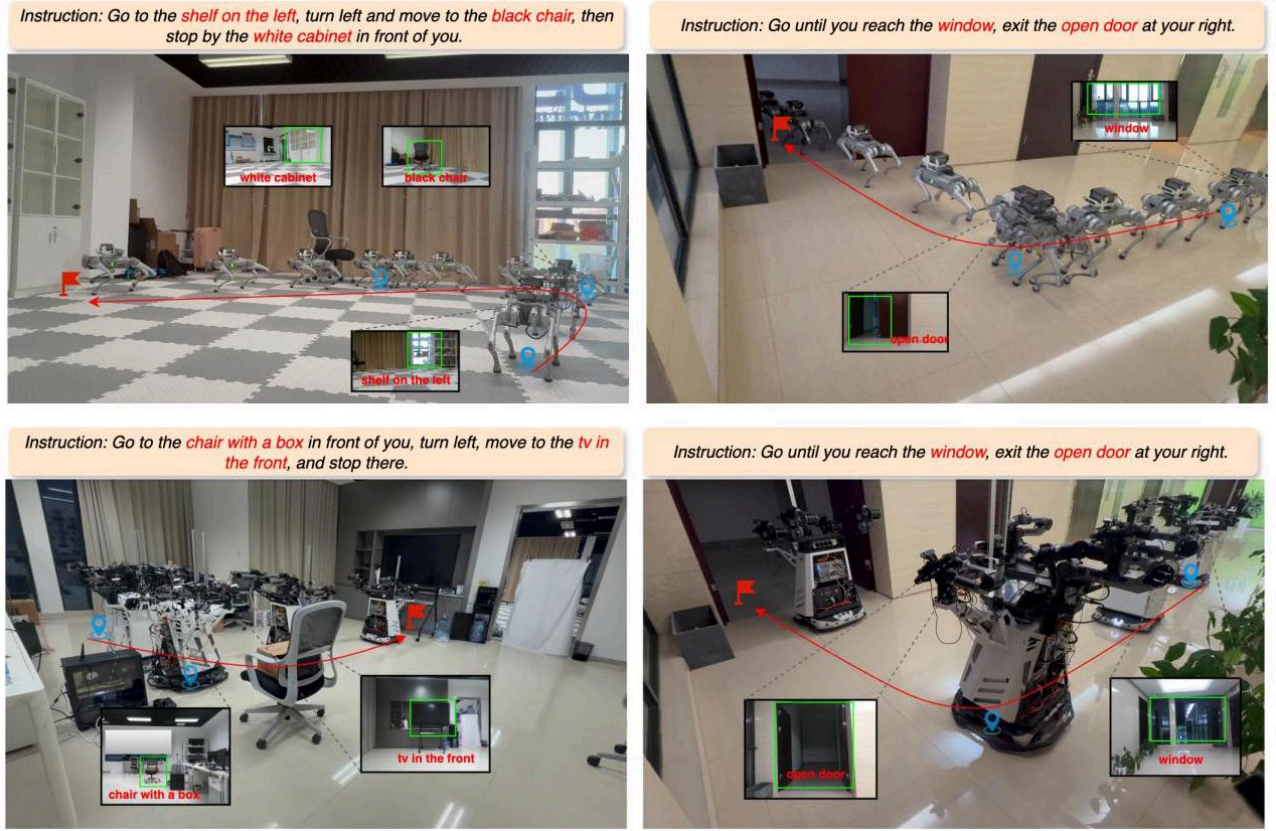 Instruction: Go to the shelf on the left, turn left and move to the black chair, then
stop by the white cabinet in front of you.
white cabinet
black chair
shelf on the left
Instruction: Go until you reach the window, exit the open door at your right.
window
open door
Instruction: Go to the chair with a box in front of you, turn left, move to the tv in
the front, and stop there.
chair with a box
tv in the front
Instruction: Go until you reach the window, exit the open door at your right.
open door
window